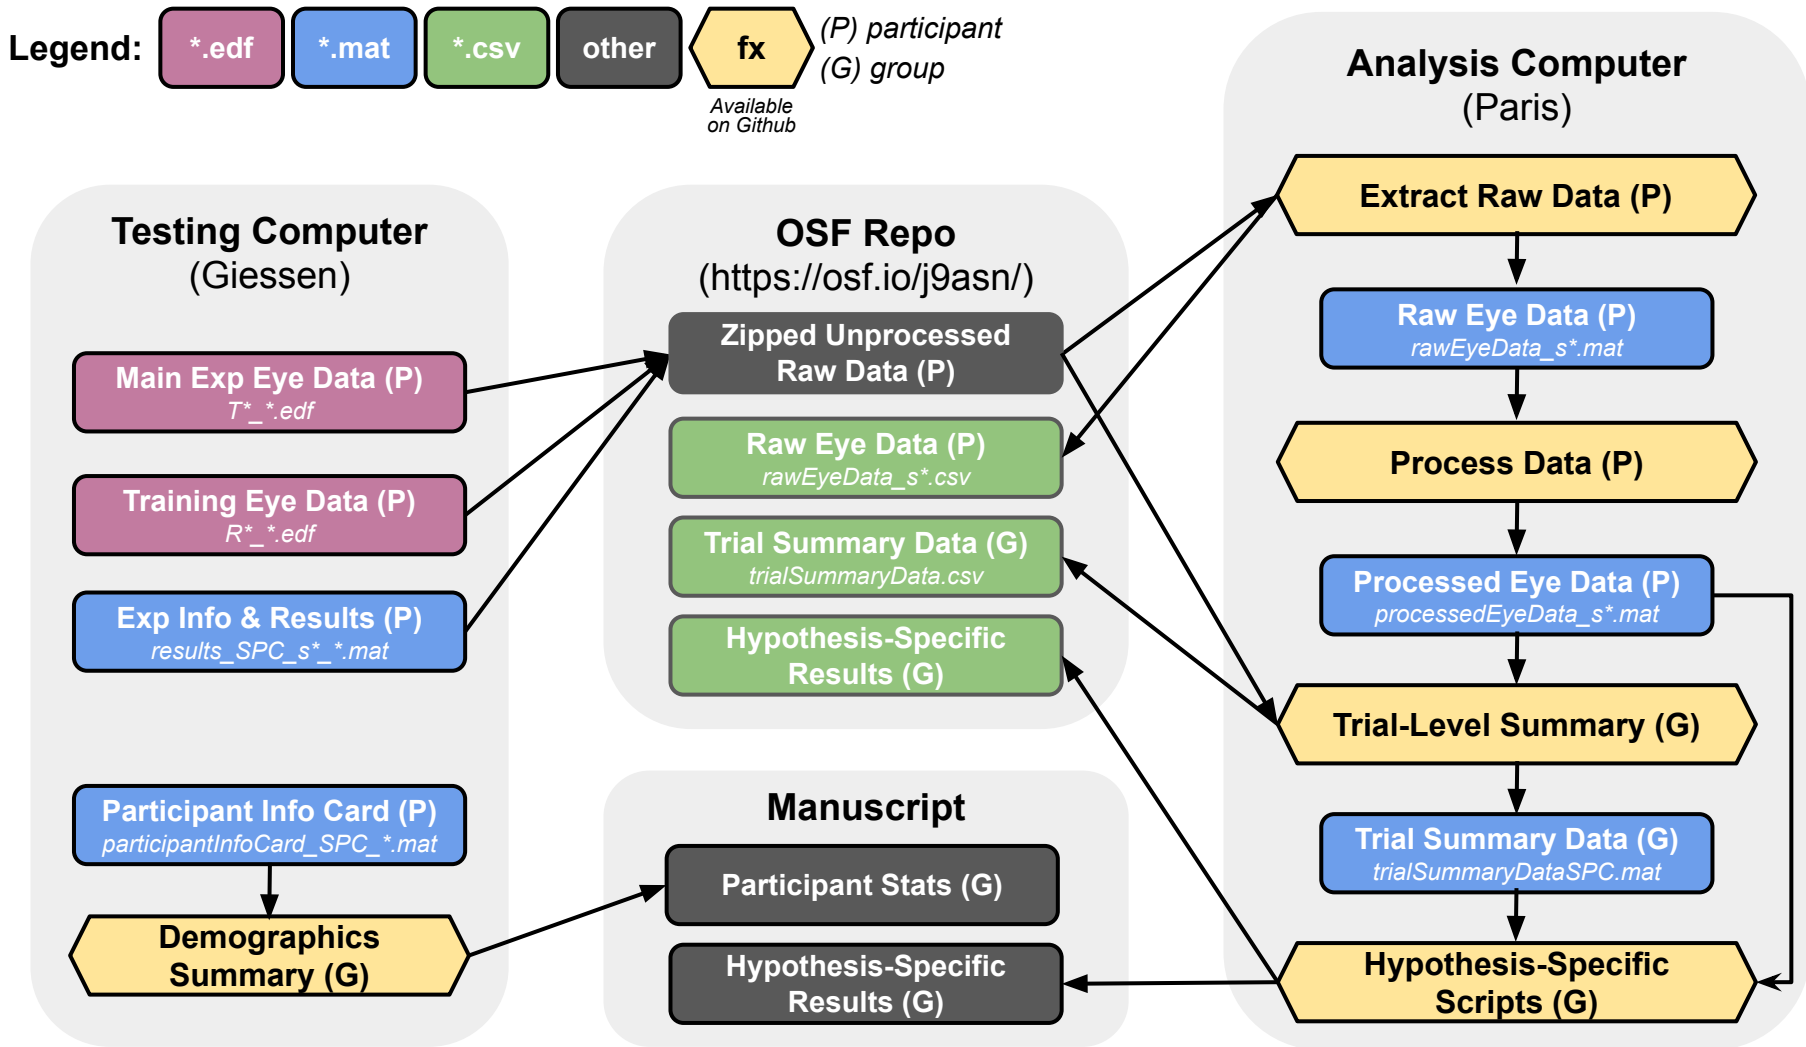 Legend:
*.edf
*.mat
*.csv
other
fx
(P) participant
(G) group
Available
on Github
Testing Computer
(Giessen)
Main Exp Eye Data (P)
T*_*.edf
Training Eye Data (P)
R*_*.edf
Exp Info & Results (P)
results_SPC_s*_*.mat
Participant Info Card (P)
participantInfoCard_SPC_*.mat
Demographics
Summary (G)
OSF Repo
(https://osf.io/j9asn/)
Zipped Unprocessed
Raw Data (P)
Raw Eye Data (P)
rawEyeData_s*.csv
Trial Summary Data (G)
trialSummaryData.csv
Hypothesis-Specific
Results (G)
Manuscript
Participant Stats (G)
Hypothesis-Specific
Results (G)
Analysis Computer
(Paris)
Extract Raw Data (P)
Raw Eye Data (P)
rawEyeData_s*.mat
Process Data (P)
Processed Eye Data (P)
processedEyeData_s*.mat
Trial-Level Summary (G)
Trial Summary Data (G)
trialSummaryDataSPC.mat
Hypothesis-Specific
Scripts (G)